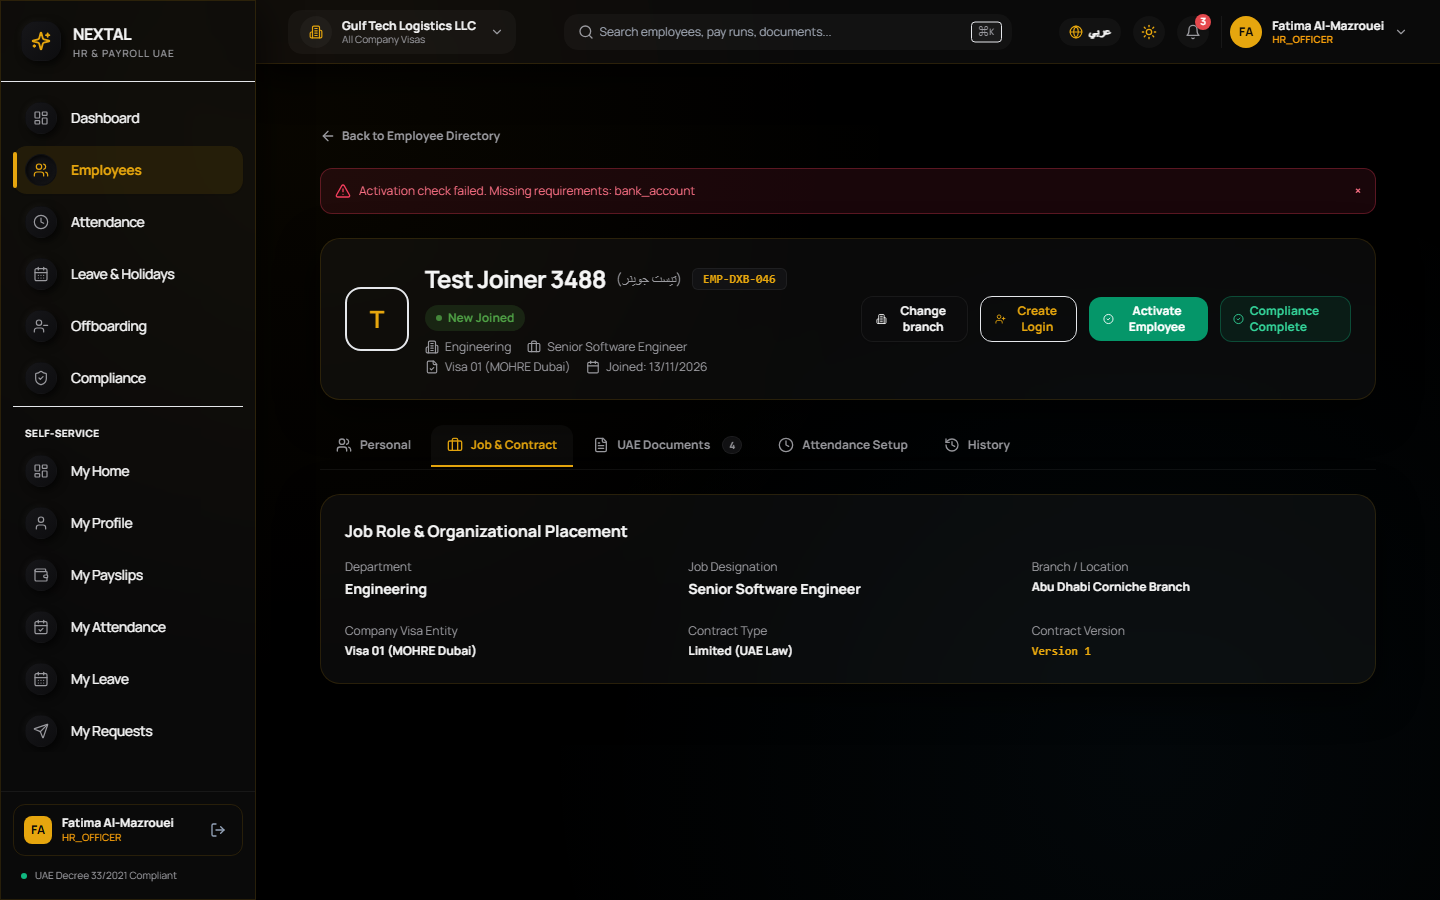 NEXTAL
HR & PAYROLL UAE
Gulf Tech Logistics LLC
All Company Visas
Search employees, pay runs, documents...
⌘K
عربي
3
FA
Fatima Al-Mazrouei
HR_OFFICER
Dashboard
Employees
Attendance
Leave & Holidays
Offboarding
Compliance
SELF-SERVICE
My Home
My Profile
My Payslips
My Attendance
My Leave
My Requests
FA
Fatima Al-Mazrouei
HR_OFFICER
UAE Decree 33/2021 Compliant
Back to Employee Directory
Activation check failed. Missing requirements: bank_account
×
T
Test Joiner 3488 (تيست جوينر) EMP-DXB-046
New Joined
Engineering Senior Software Engineer
Visa 01 (MOHRE Dubai) Joined: 13/11/2026
Change
branch
Create
Login
Activate
Employee
Compliance
Complete
Personal Job & Contract UAE Documents 4 Attendance Setup History
Job Role & Organizational Placement
Department
Engineering
Job Designation
Senior Software Engineer
Branch / Location
Abu Dhabi Corniche Branch
Company Visa Entity
Visa 01 (MOHRE Dubai)
Contract Type
Limited (UAE Law)
Contract Version
Version 1